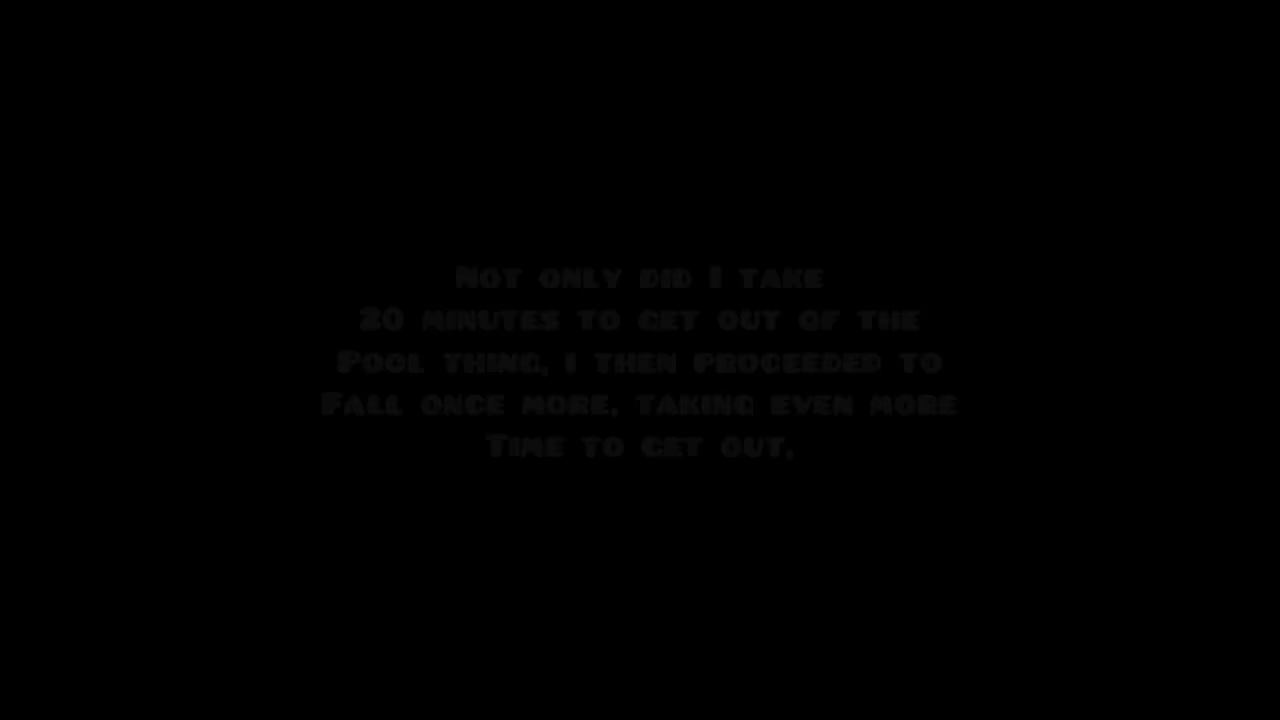 Not only did I take
20 minutes to get out of the
Pool thing, i then proceeded to
Fall once more, taking even more
Time to get out,